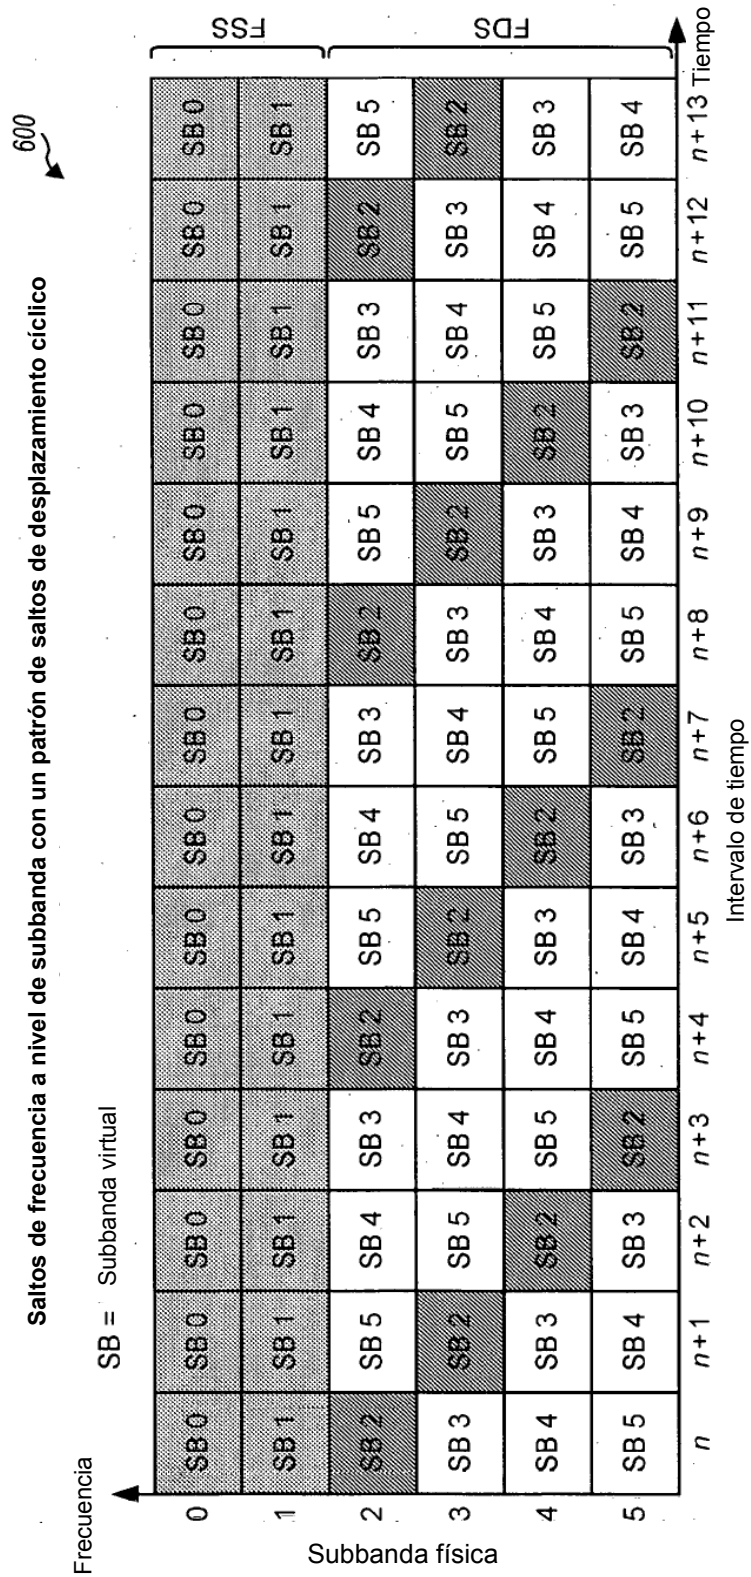 Saltos de frecuencia a nivel de subbanda con un patrón de saltos de desplazamiento cíclico
600
SB = Subbanda virtual
Frecuencia
0 SB 0 SB 0 SB 0 SB 0 SB 0 SB 0 SB 0 SB 0 SB 0 SB 0 SB 0 SB 0 SB 0 SB 0
1 SB 1 SB 1 SB 1 SB 1 SB 1 SB 1 SB 1 SB 1 SB 1 SB 1 SB 1 SB 1 SB 1 SB 1
FSS
2 SB 2 SB 5 SB 4 SB 3 SB 2 SB 5 SB 4 SB 3 SB 2 SB 5 SB 4 SB 3 SB 2 SB 5
3 SB 3 SB 2 SB 5 SB 4 SB 3 SB 2 SB 5 SB 4 SB 3 SB 2 SB 5 SB 4 SB 3 SB 2
4 SB 4 SB 3 SB 2 SB 5 SB 4 SB 3 SB 2 SB 5 SB 4 SB 3 SB 2 SB 5 SB 4 SB 3
5 SB 5 SB 4 SB 3 SB 2 SB 5 SB 4 SB 3 SB 2 SB 5 SB 4 SB 3 SB 2 SB 5 SB 4
FDS
Subbanda física
n n+1 n+2 n+3 n+4 n+5 n+6 n+7 n+8 n+9 n+10 n+11 n+12 n+13
Tiempo
Intervalo de tiempo